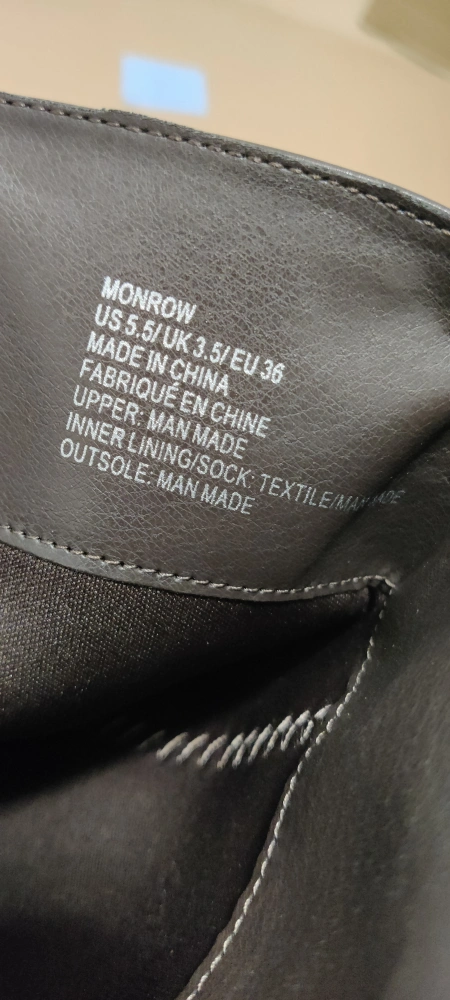 MONROW
US 5.5/ UK 3.5/ EU 36
MADE IN CHINA
FABRIQUÉ EN CHINE
UPPER: MAN MADE
INNER LINING/SOCK: TEXTILE/MAN MADE
OUTSOLE: MAN MADE